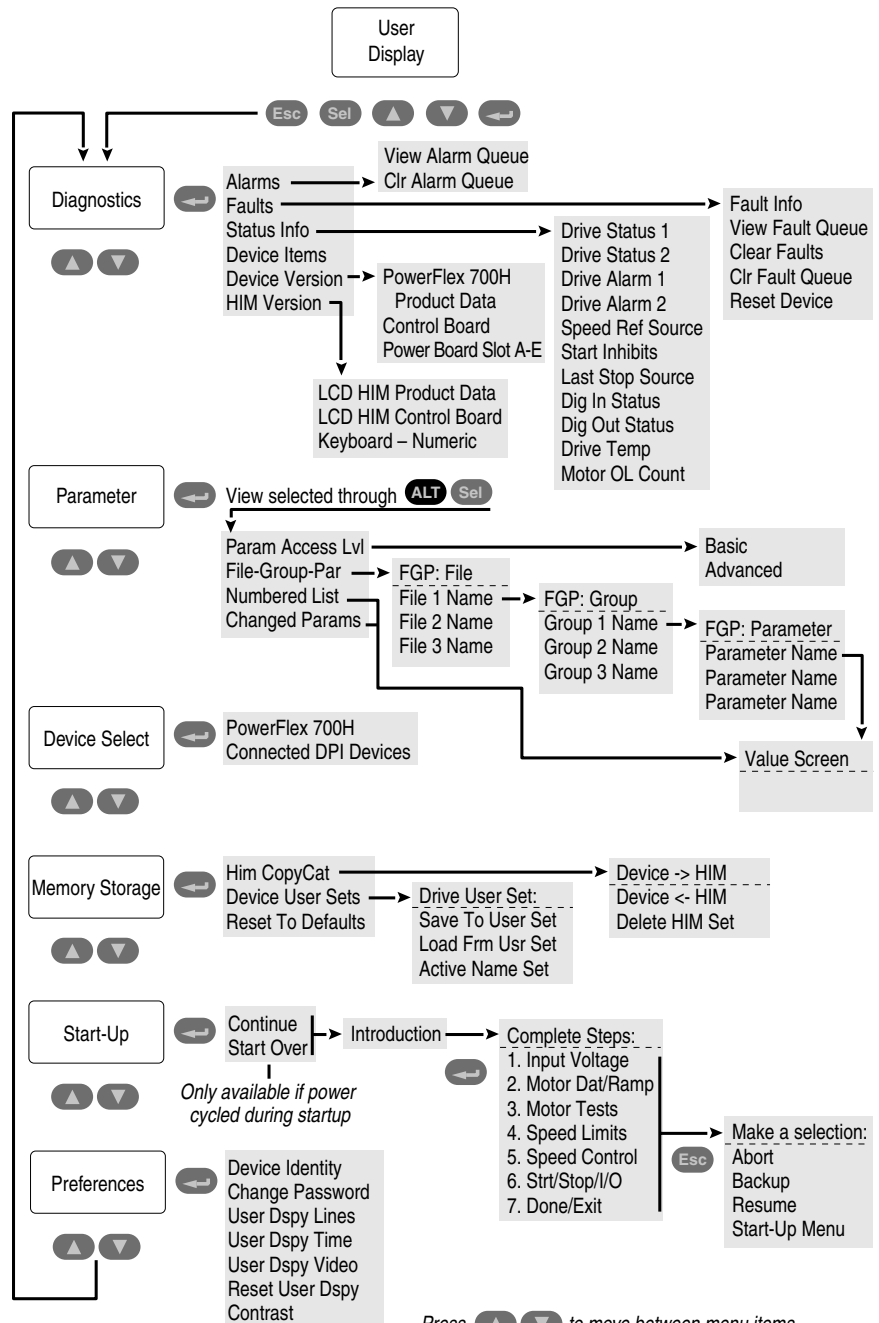 User
Display
Esc Sel
Diagnostics
Alarms
Faults
Status Info
Device Items
Device Version
HIM Version
View Alarm Queue
Clr Alarm Queue
Fault Info
View Fault Queue
Clear Faults
Clr Fault Queue
Reset Device
Drive Status 1
Drive Status 2
Drive Alarm 1
Drive Alarm 2
Speed Ref Source
Start Inhibits
Last Stop Source
Dig In Status
Dig Out Status
Drive Temp
Motor OL Count
PowerFlex 700H
Product Data
Control Board
Power Board Slot A-E
LCD HIM Product Data
LCD HIM Control Board
Keyboard – Numeric
Parameter
View selected through ALT Sel
Param Access Lvl
File-Group-Par
Numbered List
Changed Params
Basic
Advanced
FGP: File
File 1 Name
File 2 Name
File 3 Name
FGP: Group
Group 1 Name
Group 2 Name
Group 3 Name
FGP: Parameter
Parameter Name
Parameter Name
Parameter Name
Value Screen
Device Select
PowerFlex 700H
Connected DPI Devices
Memory Storage
Him CopyCat
Device User Sets
Reset To Defaults
Drive User Set:
Save To User Set
Load Frm Usr Set
Active Name Set
Device -> HIM
Device <- HIM
Delete HIM Set
Start-Up
Continue
Start Over
Only available if power
cycled during startup
Introduction
Complete Steps:
1. Input Voltage
2. Motor Dat/Ramp
3. Motor Tests
4. Speed Limits
5. Speed Control
6. Strt/Stop/I/O
7. Done/Exit
Esc
Make a selection:
Abort
Backup
Resume
Start-Up Menu
Preferences
Device Identity
Change Password
User Dspy Lines
User Dspy Time
User Dspy Video
Reset User Dspy
Contrast
Press to move between menu items